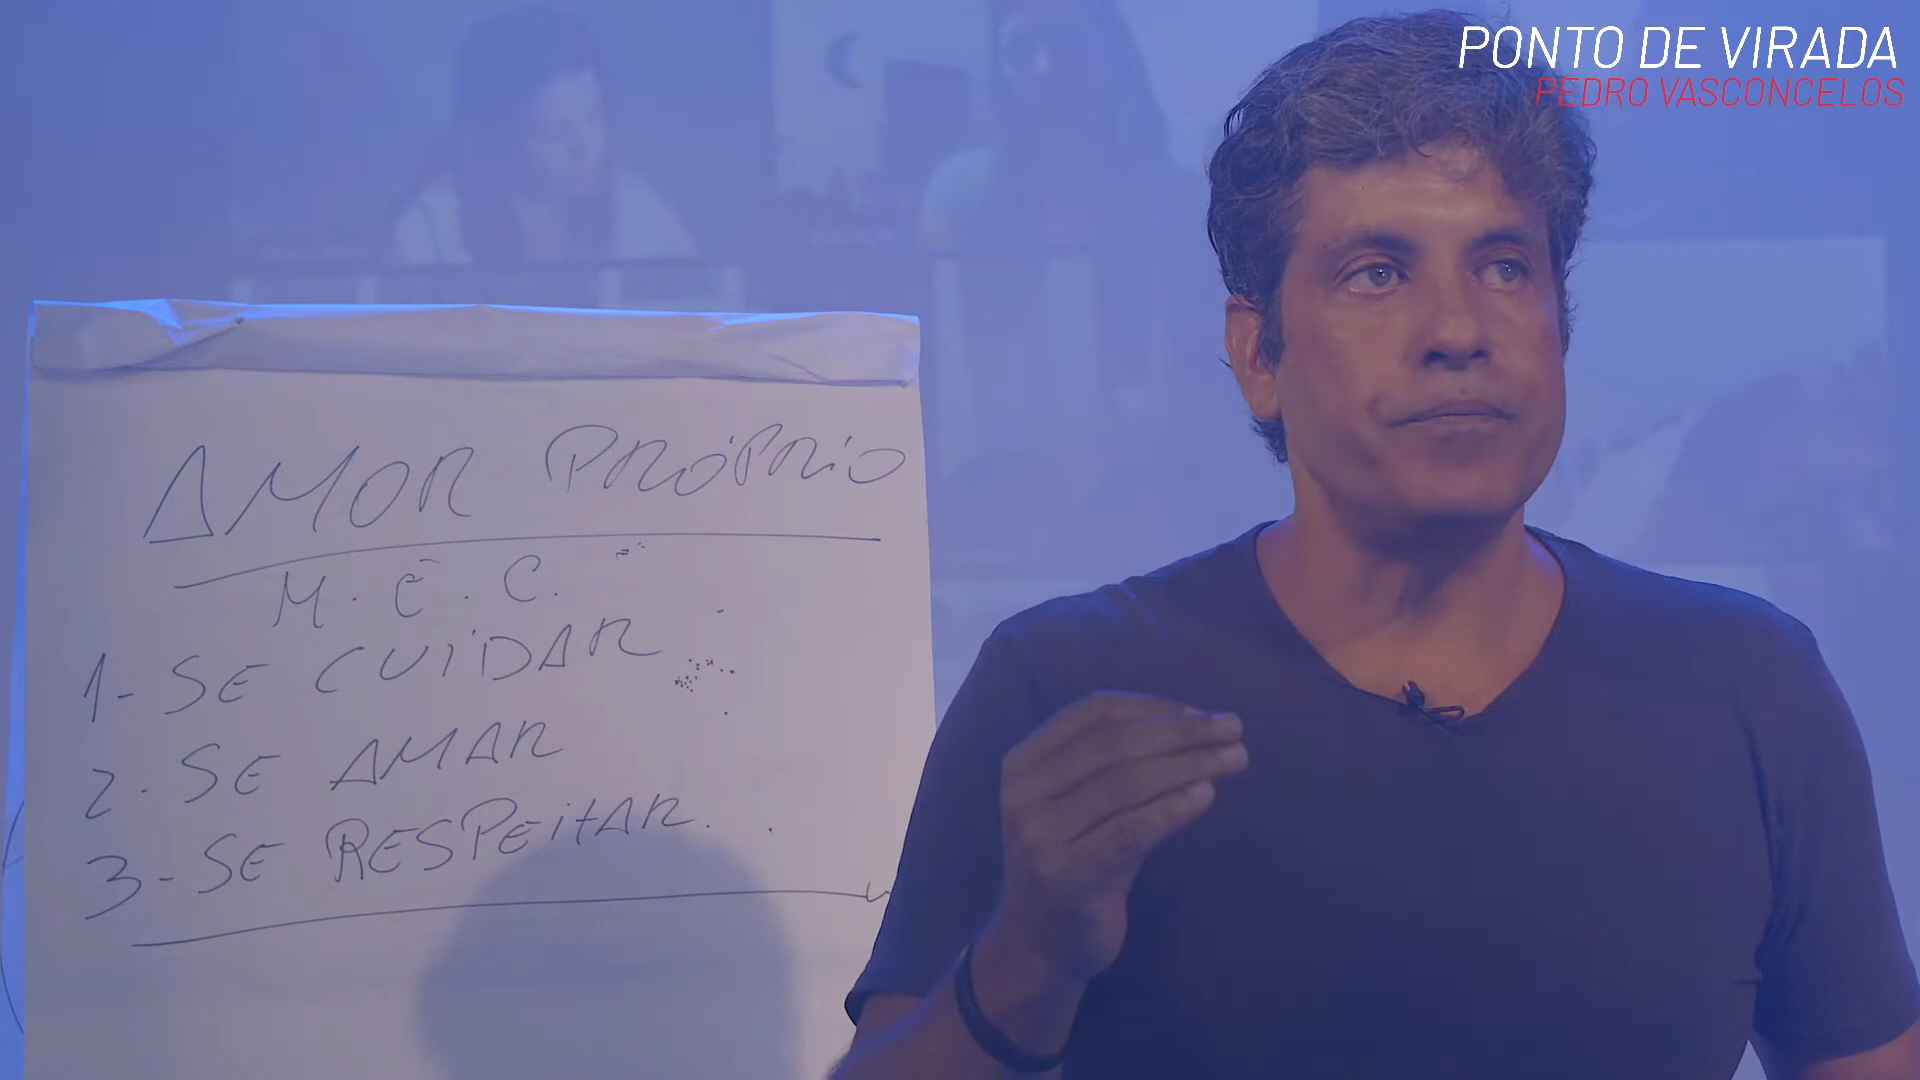 PONTO DE VIRADA
PEDRO VASCONCELOS
AMOR PRÓPRIO
M. E. C.
1- SE CUIDAR
2. SE AMAR
3- SE RESPEITAR.